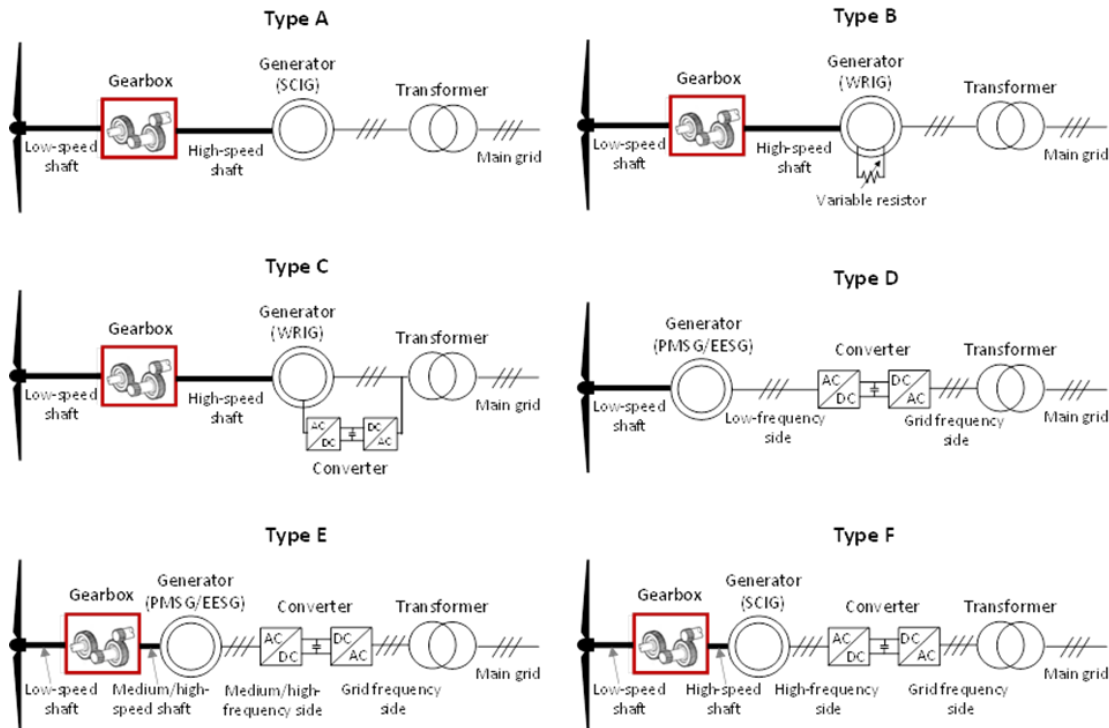 Type A
Generator
(SCIG)
Gearbox
Transformer
Low-speed
shaft
High-speed
shaft
Main grid
Type B
Generator
(WRIG)
Gearbox
Transformer
Low-speed
shaft
High-speed
shaft
Main grid
Variable resistor
Type C
Generator
(WRIG)
Gearbox
Transformer
Low-speed
shaft
High-speed
shaft
Main grid
AC
DC
DC
AC
Converter
Type D
Generator
(PMSG/EESG)
Converter
Transformer
AC
DC
DC
AC
Low-speed
shaft
Low-frequency
side
Grid frequency
side
Main grid
Type E
Generator
(PMSG/EESG)
Gearbox
Converter
Transformer
AC
DC
DC
AC
Main grid
Low-speed
shaft
Medium/high-
speed shaft
Medium/high-
frequency side
Grid frequency
side
Type F
Generator
(SCIG)
Gearbox
Converter
Transformer
AC
DC
DC
AC
Main grid
Low-speed
shaft
High-speed
shaft
High-frequency
side
Grid frequency
side